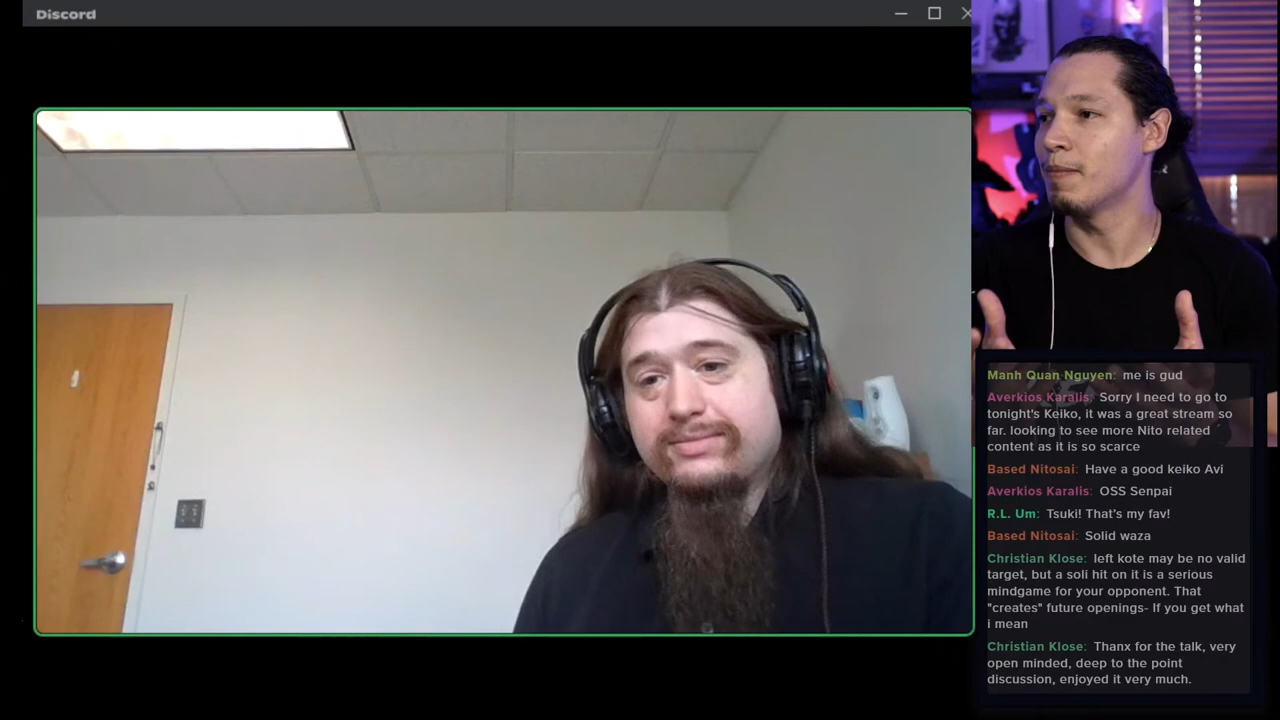 Discord
Manh Quan Nguyen: me is gud
Averkios Karalis: Sorry I need to go to
tonight's Keiko, it was a great stream so
far. looking to see more Nito related
content as it is so scarce
Based Nitosai: Have a good keiko Avi
Averkios Karalis: OSS Senpai
R.L. Um: Tsuki! That's my fav!
Based Nitosai: Solid waza
Christian Klose: left kote may be no valid
target, but a soli hit on it is a serious
mindgame for your opponent. That
"creates" future openings- If you get what
i mean
Christian Klose: Thanx for the talk, very
open minded, deep to the point
discussion, enjoyed it very much.